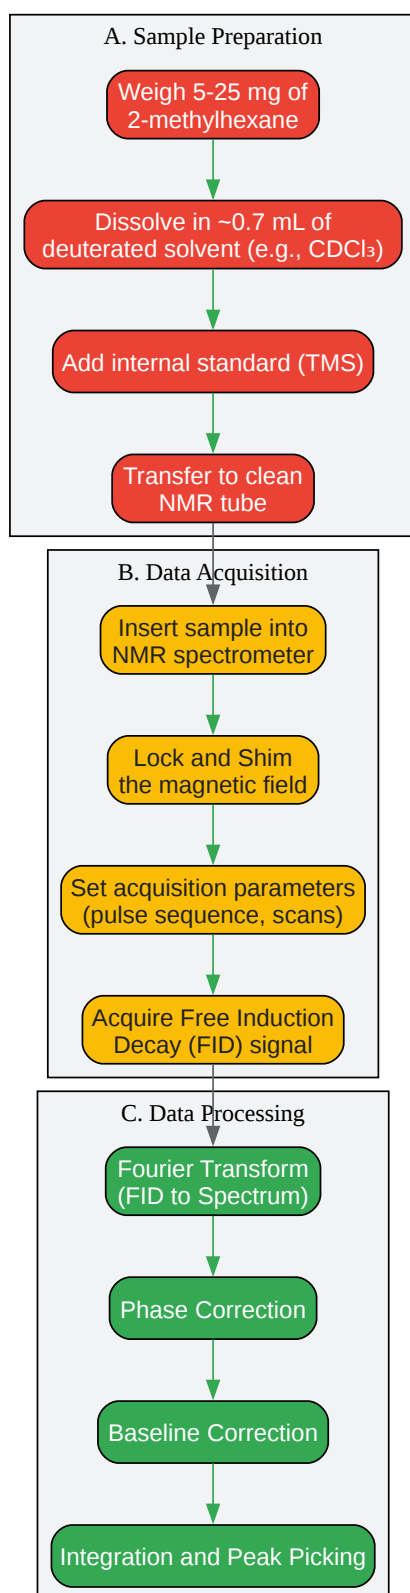 A. Sample Preparation
Weigh 5-25 mg of
2-methylhexane
Dissolve in ~0.7 mL of
deuterated solvent (e.g., CDCl₃)
Add internal standard (TMS)
Transfer to clean
NMR tube
B. Data Acquisition
Insert sample into
NMR spectrometer
Lock and Shim
the magnetic field
Set acquisition parameters
(pulse sequence, scans)
Acquire Free Induction
Decay (FID) signal
C. Data Processing
Fourier Transform
(FID to Spectrum)
Phase Correction
Baseline Correction
Integration and Peak Picking